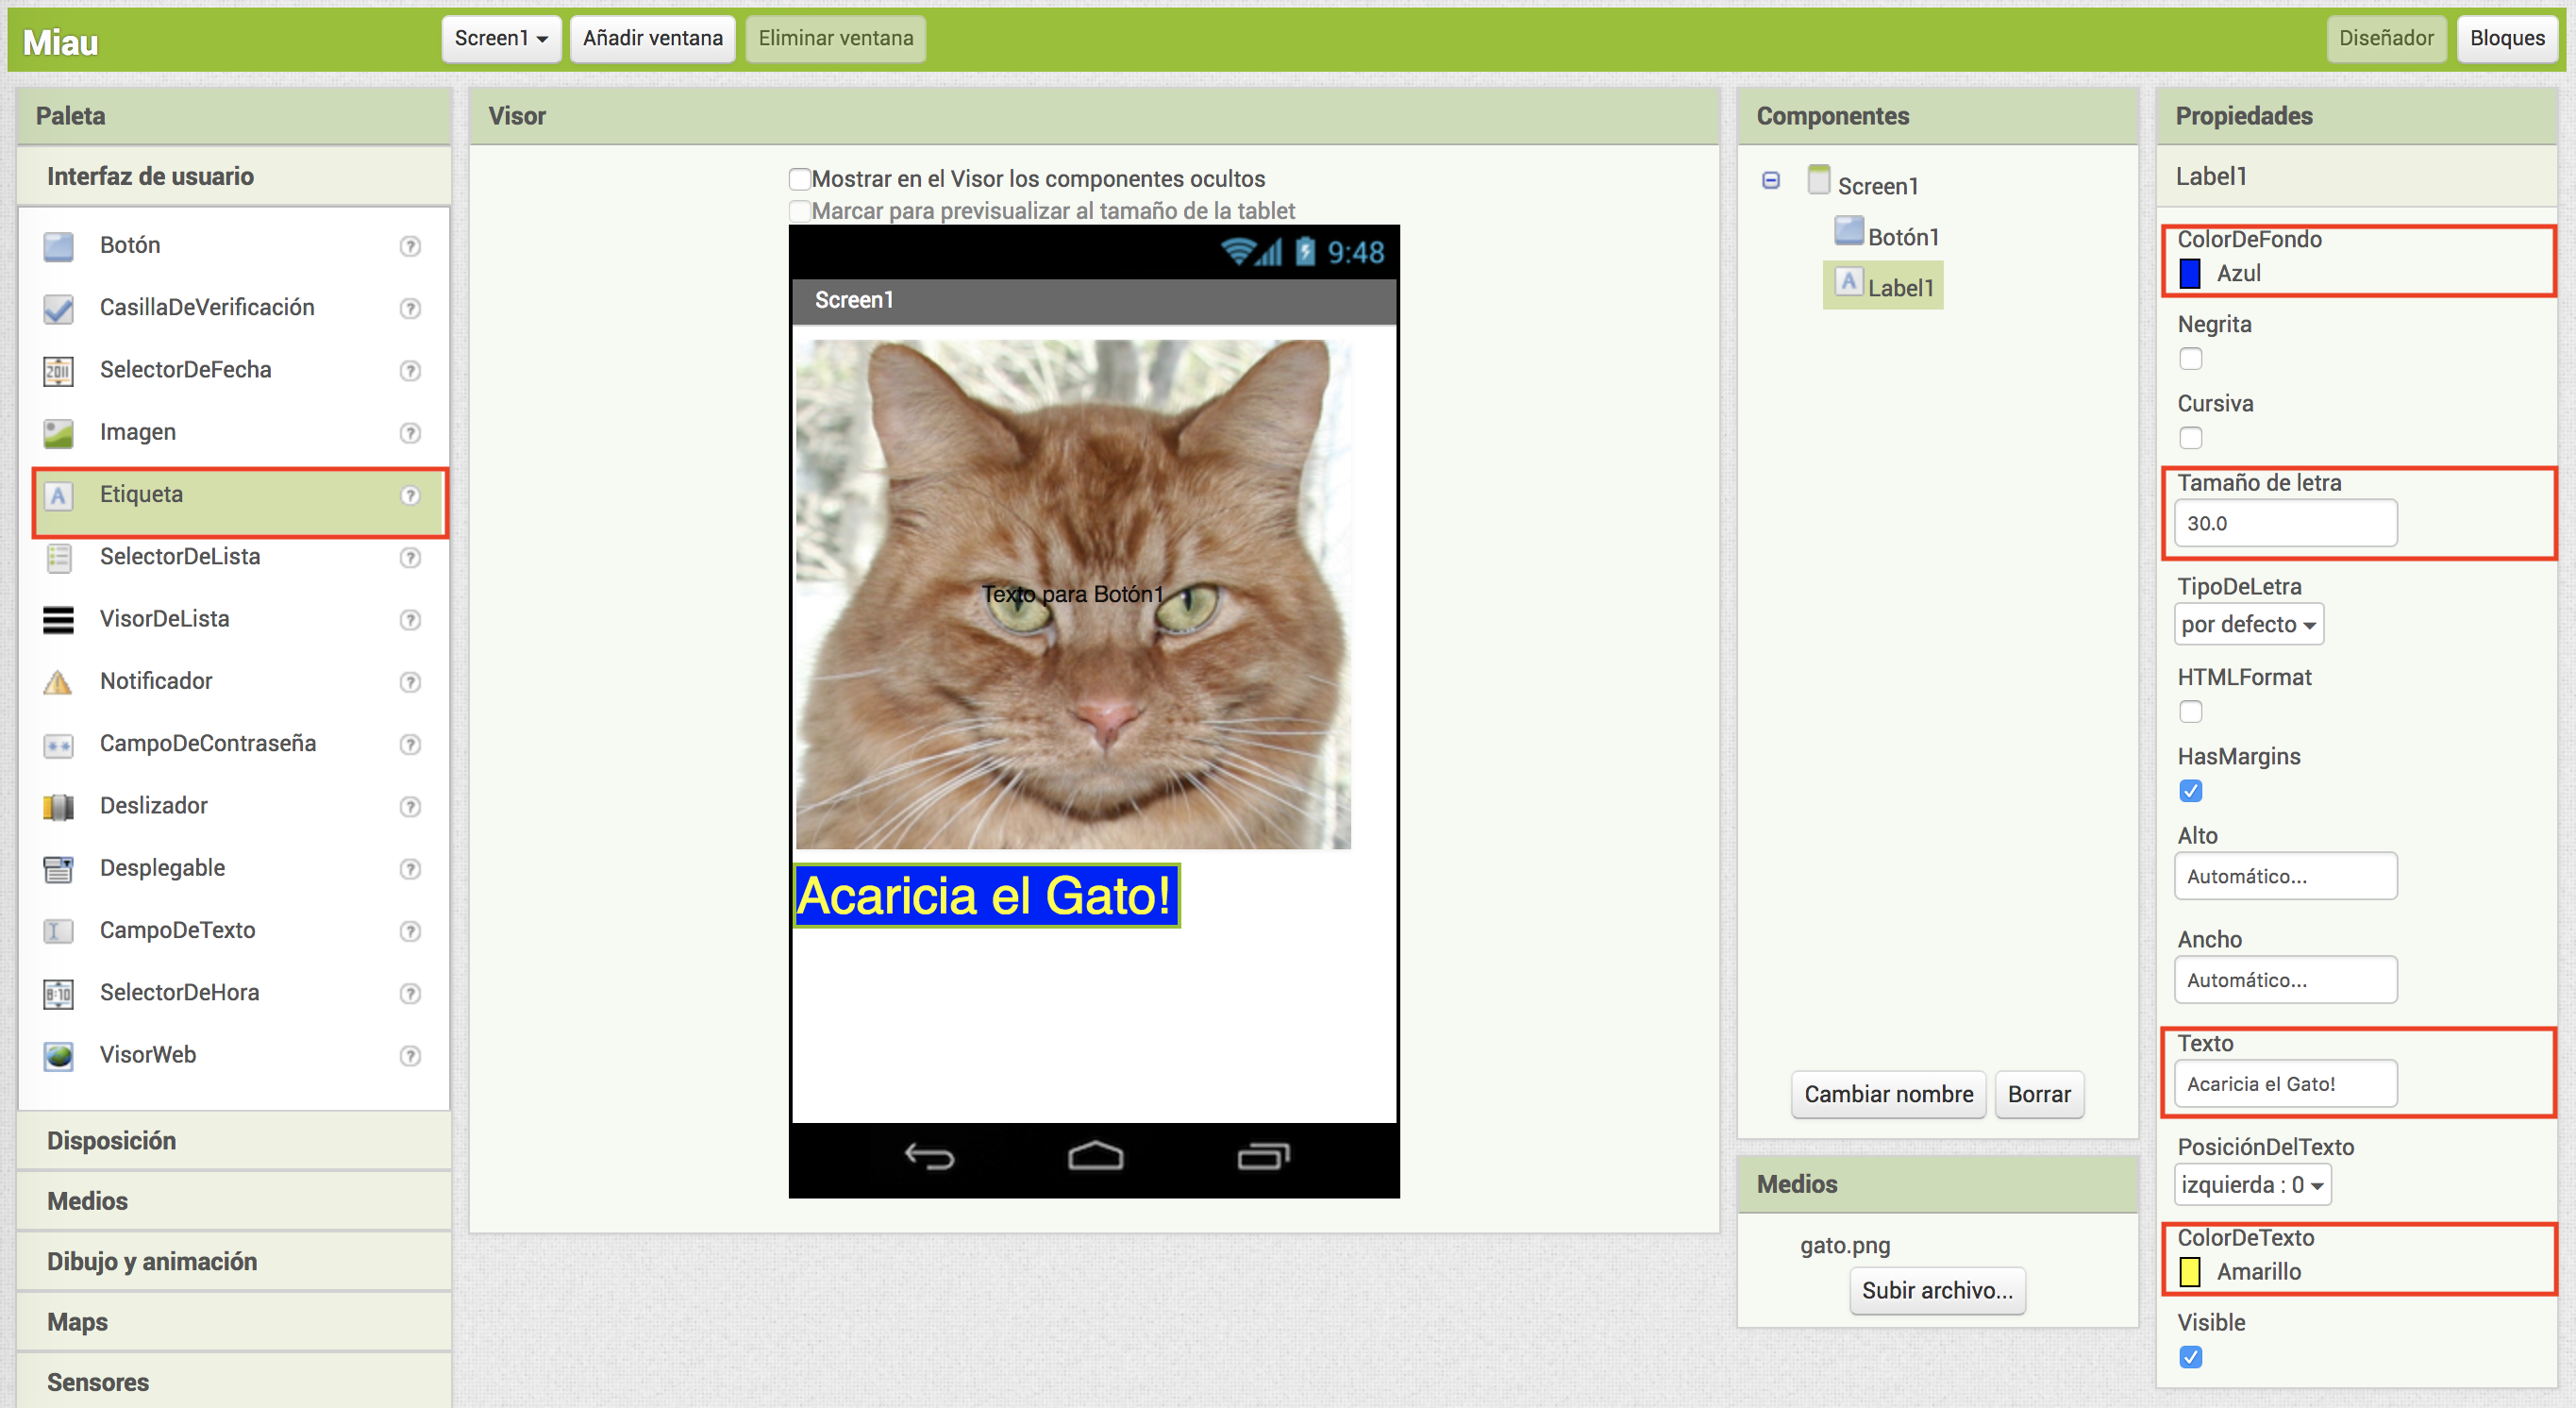 Miau
Screen1
Añadir ventana
Eliminar ventana
Diseñador
Bloques
Paleta
Interfaz de usuario
Botón
?
CasillaDeVerificación
?
2011
SelectorDeFecha
?
Imagen
?
A
Etiqueta
?
SelectorDeLista
?
VisorDeLista
?
Notificador
?
CampoDeContraseña
?
Deslizador
?
Desplegable
?
CampoDeTexto
?
8:10
SelectorDeHora
?
VisorWeb
?
Disposición
Medios
Dibujo y animación
Maps
Sensores
Visor
Mostrar en el Visor los componentes ocultos
Marcar para previsualizar al tamaño de la tablet
9:48
Screen1
Texto para Botón1
Acaricia el Gato!
Componentes
Screen1
Botón1
A
Label1
Cambiar nombre
Borrar
Medios
gato.png
Subir archivo...
Propiedades
Label1
ColorDeFondo
Azul
Negrita
Cursiva
Tamaño de letra
30.0
TipoDeLetra
por defecto
HTMLFormat
HasMargins
Alto
Automático...
Ancho
Automático...
Texto
Acaricia el Gato!
PosiciónDelTexto
izquierda : 0
ColorDeTexto
Amarillo
Visible